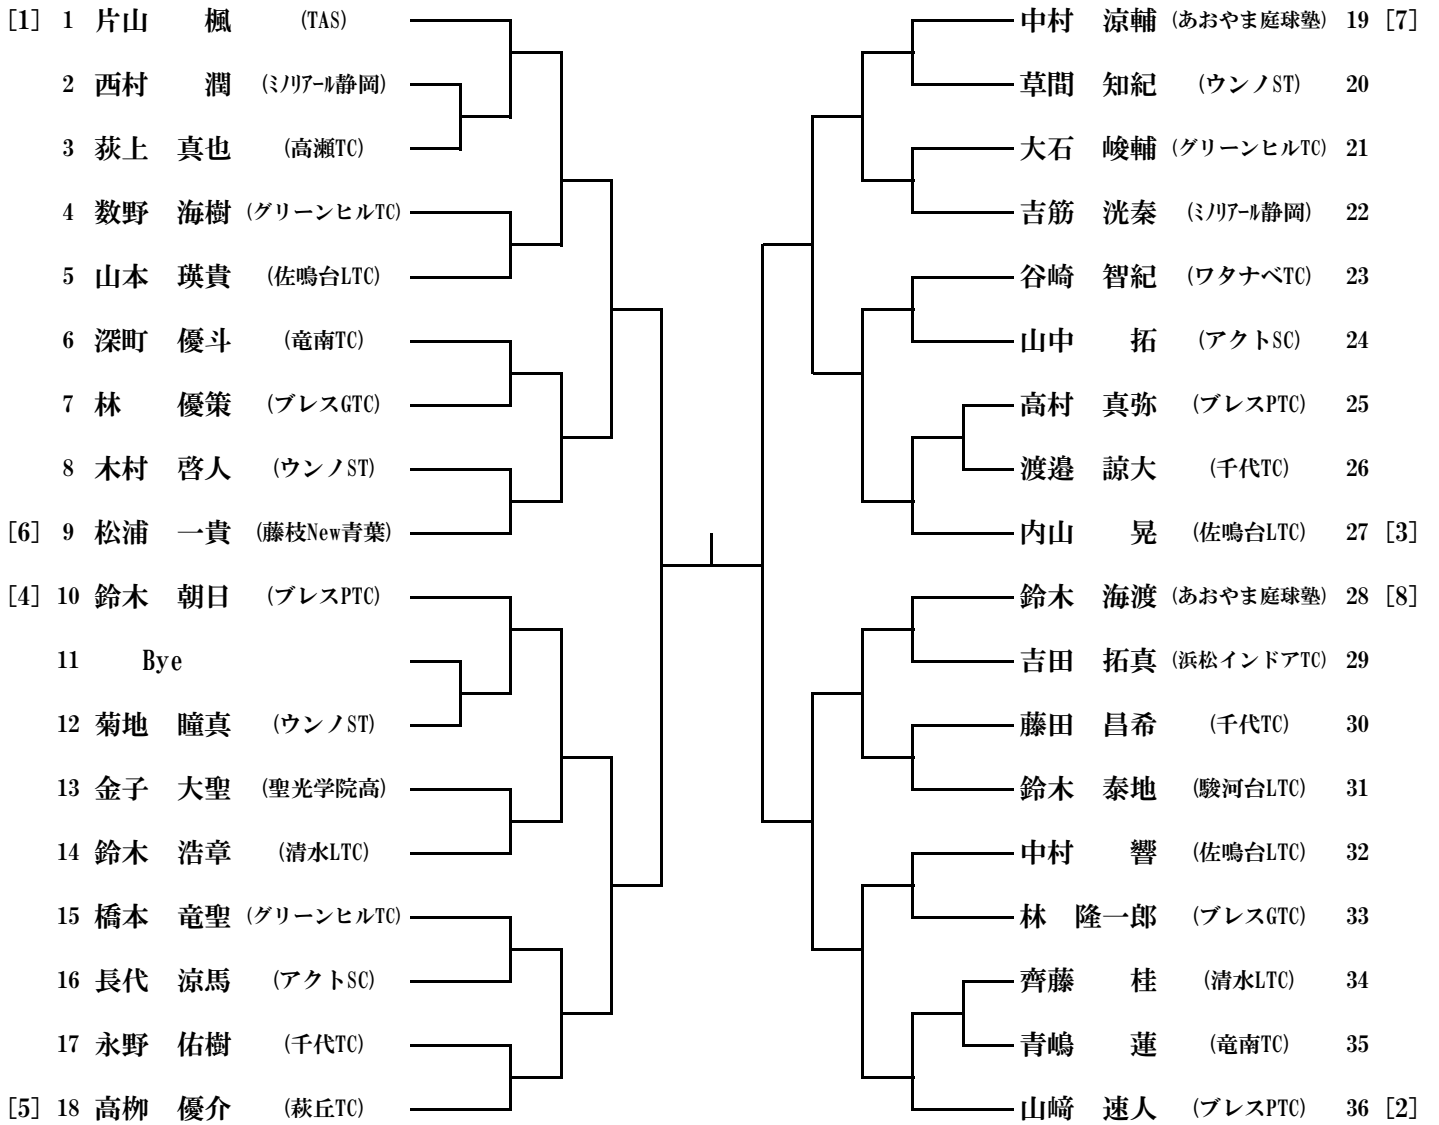 [1] 1 片山 楓 (TAS)
2 西村 潤 (ﾐﾉﾘｱｰﾙ静岡)
3 荻上 真也 (高瀬TC)
4 数野 海樹 (グリーンヒルTC)
5 山本 瑛貴 (佐鳴台LTC)
6 深町 優斗 (竜南TC)
7 林 優策 (ブレスGTC)
8 木村 啓人 (ウンノST)
[6] 9 松浦 一貴 (藤枝New青葉)
[4] 10 鈴木 朝日 (ブレスPTC)
11 Bye
12 菊地 瞳真 (ウンノST)
13 金子 大聖 (聖光学院高)
14 鈴木 浩章 (清水LTC)
15 橋本 竜聖 (グリーンヒルTC)
16 長代 涼馬 (アクトSC)
17 永野 佑樹 (千代TC)
[5] 18 高栁 優介 (萩丘TC)
中村 涼輔 (あおやま庭球塾) 19 [7]
草間 知紀 (ウンノST) 20
大石 峻輔 (グリーンヒルTC) 21
吉筋 洸秦 (ﾐﾉﾘｱｰﾙ静岡) 22
谷崎 智紀 (ワタナベTC) 23
山中 拓 (アクトSC) 24
高村 真弥 (ブレスPTC) 25
渡邉 諒大 (千代TC) 26
内山 晃 (佐鳴台LTC) 27 [3]
鈴木 海渡 (あおやま庭球塾) 28 [8]
吉田 拓真 (浜松インドアTC) 29
藤田 昌希 (千代TC) 30
鈴木 泰地 (駿河台LTC) 31
中村 響 (佐鳴台LTC) 32
林 隆一郎 (ブレスGTC) 33
齊藤 桂 (清水LTC) 34
青嶋 蓮 (竜南TC) 35
山﨑 速人 (ブレスPTC) 36 [2]